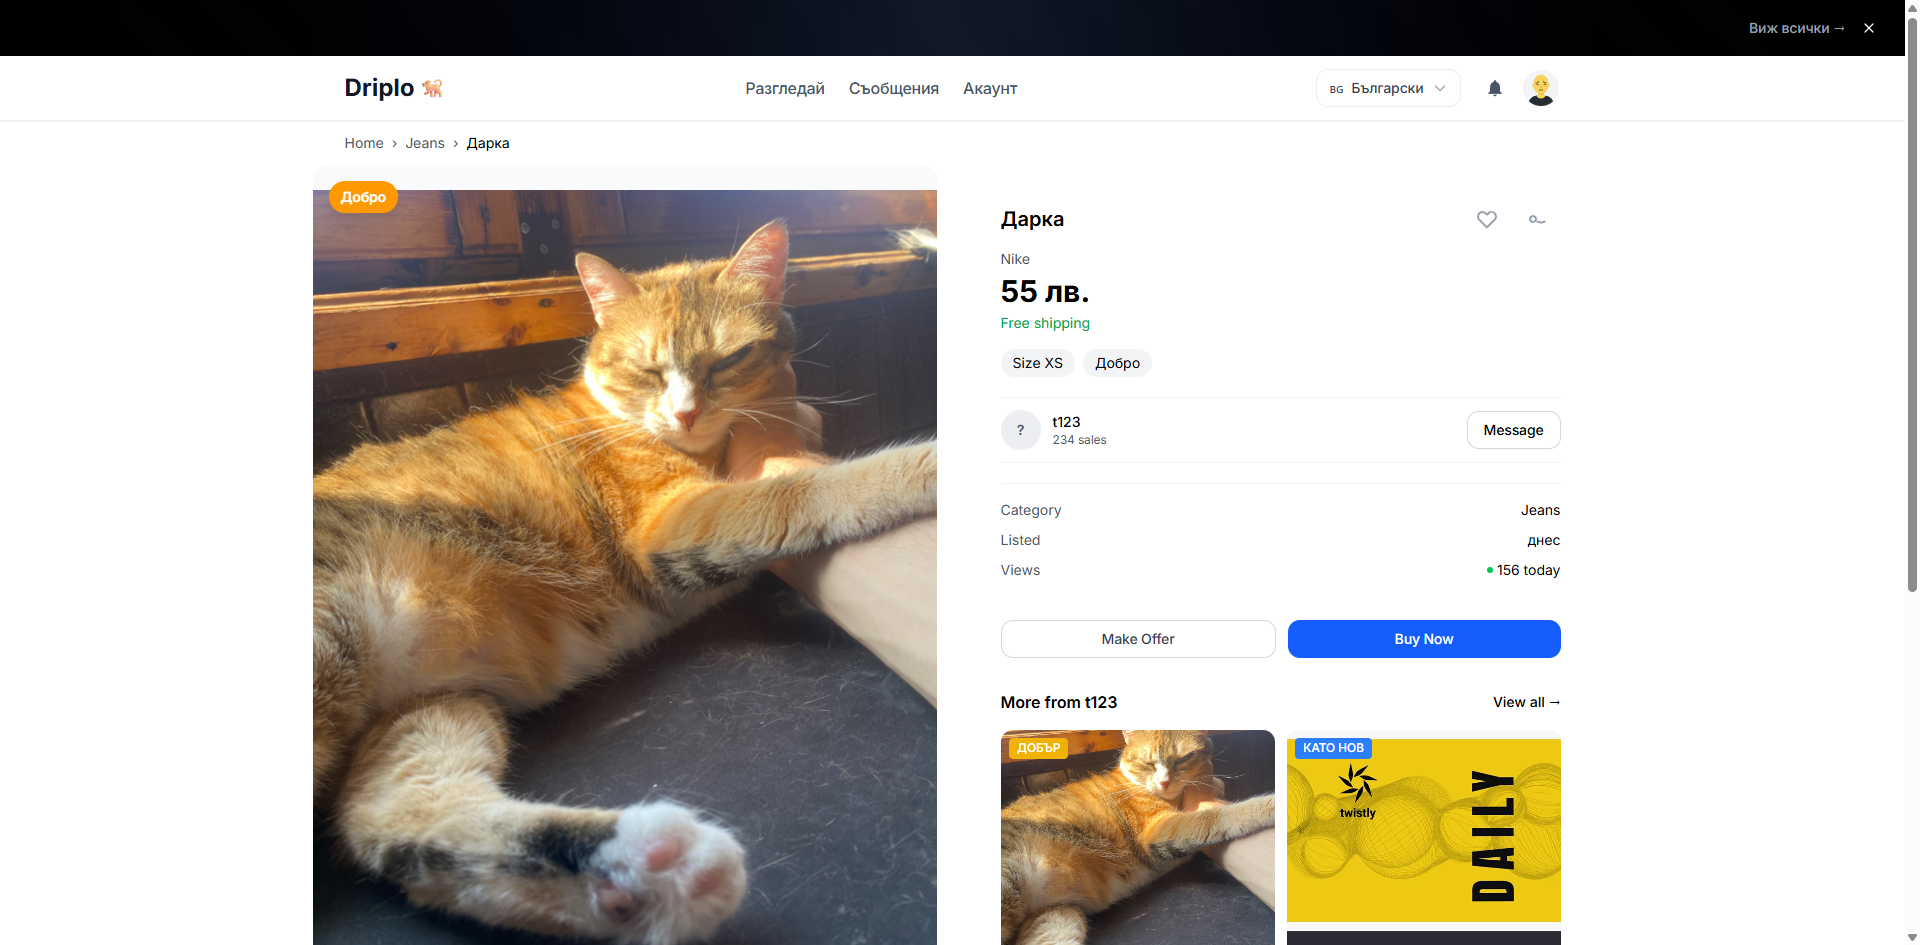 Виж всички →
Driplo
Разгледай Съобщения Акаунт
BG Български
Home › Jeans › Дарка
Добро
Дарка
Nike
55 лв.
Free shipping
Size XS Добро
?
t123
234 sales
Message
Category Jeans
Listed днес
Views 156 today
Make Offer Buy Now
More from t123 View all →
ДОБЪР
КАТО НОВ
twistly
DAILY